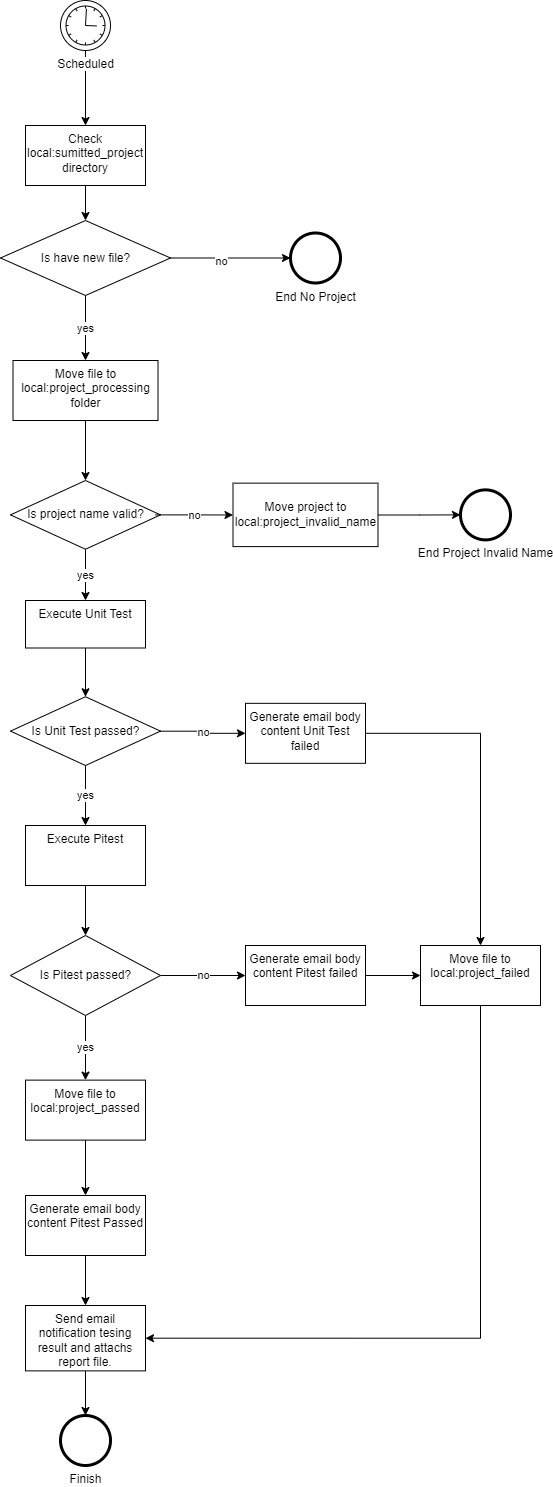 Scheduled
Check
local:sumitted_project
directory
Is have new file?
no
End No Project
yes
Move file to
local:project_processing
folder
Is project name valid?
no
Move project to
local:project_invalid_name
End Project Invalid Name
yes
Execute Unit Test
Is Unit Test passed?
no
Generate email body
content Unit Test
failed
yes
Execute Pitest
Is Pitest passed?
no
Generate email body
content Pitest failed
Move file to
local:project_failed
yes
Move file to
local:project_passed
Generate email body
content Pitest Passed
Send email
notification tesing
result and attachs
report file.
Finish